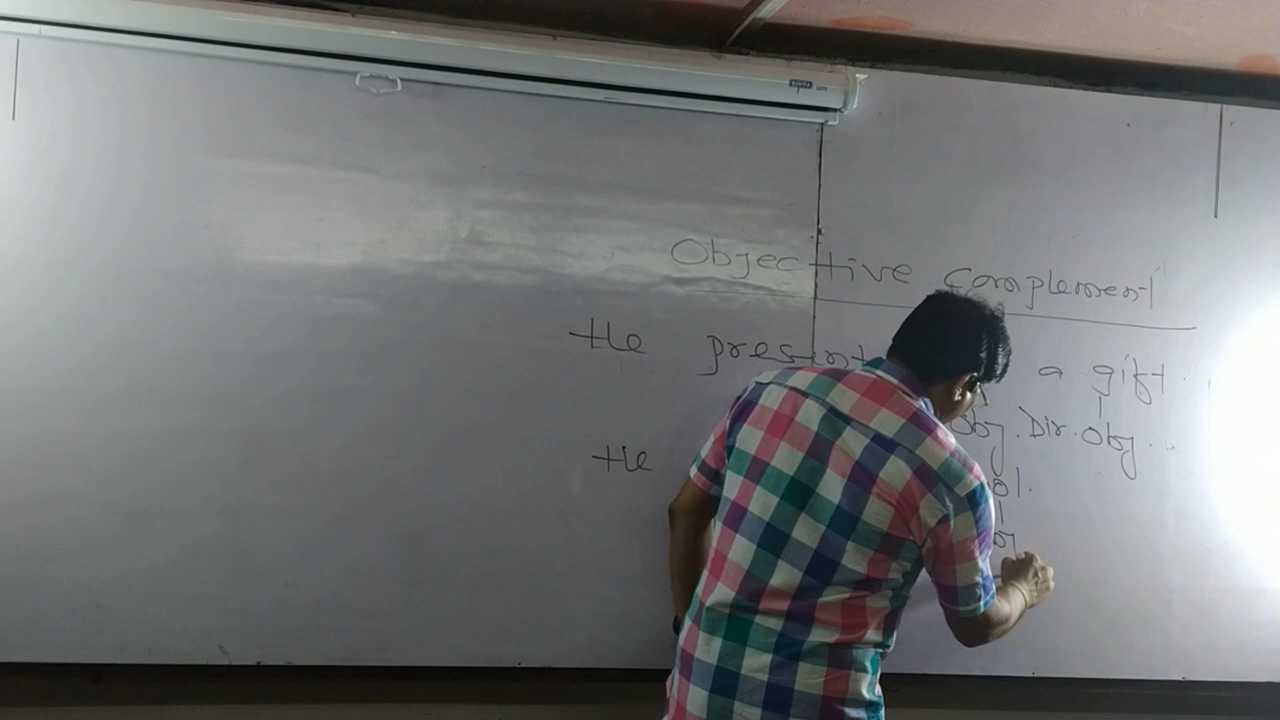 Objective Complement
He present a gift.
Obj. Dir. Obj..
He